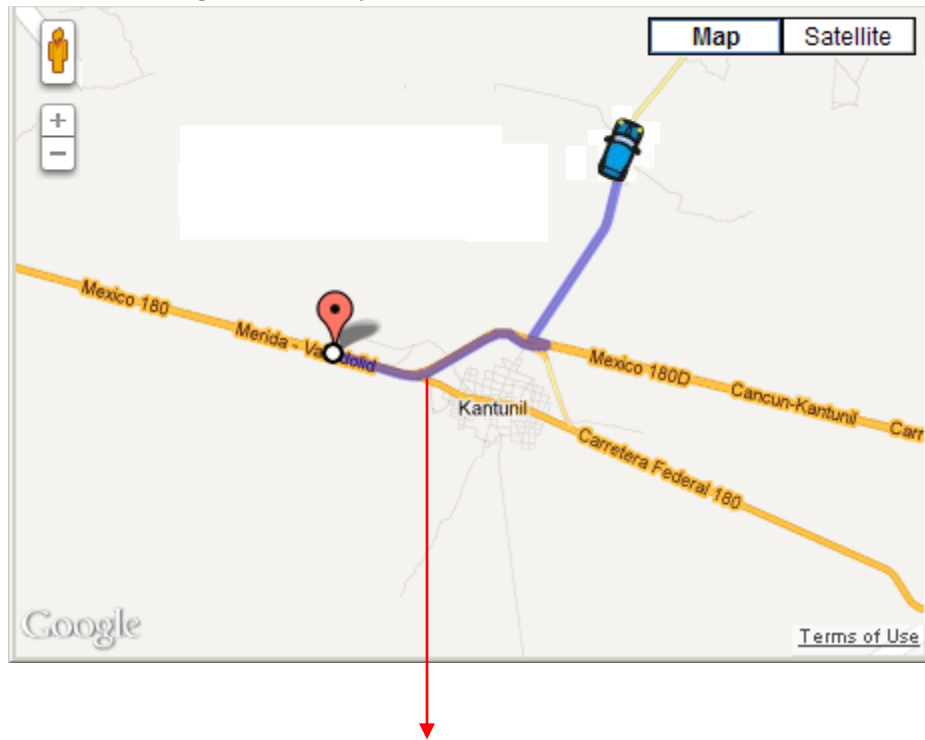 Map
Satellite
+
−
Mexico 180
Merida - Va
dolid
Mexico 180D
Cancun-Kantunil
Carr
Kantunil
Carretera Federal 180
Google
Terms of Use